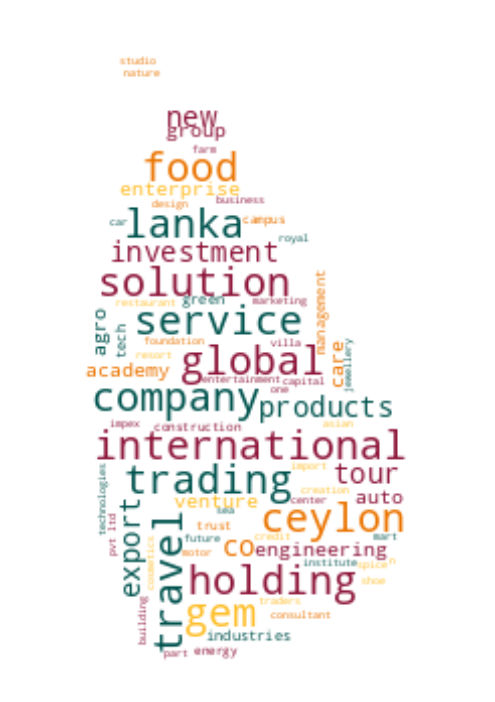 studio
nature
new
group
farm
food
enterprise
business
design
car
lanka
campus
royal
investment
solution
management
restaurant
green
marketing
agro
tech
service
foundation
villa
care
jewellery
resort
global
academy
entertainment
capital
one
company
products
impex
construction
asian
international
technologies
trading
import
tour
creation
venture
center
auto
export
travel
sea
ceylon
pvt ltd
trust
future
credit
mart
co
engineering
cosmetics
motor
institute
spice
h
holding
shoe
building
gem
traders
consultant
industries
part
energy